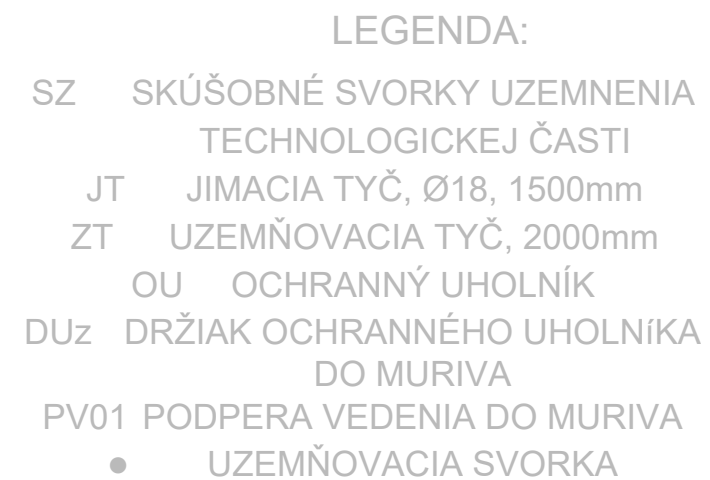 LEGENDA:
SZ SKÚŠOBNÉ SVORKY UZEMNENIA
TECHNOLOGICKEJ ČASTI
JT JIMACIA TYČ, Ø18, 1500mm
ZT UZEMŇOVACIA TYČ, 2000mm
OU OCHRANNÝ UHOLNÍK
DUz DRŽIAK OCHRANNÉHO UHOLNíKA
DO MURIVA
PV01 PODPERA VEDENIA DO MURIVA
● UZEMŇOVACIA SVORKA